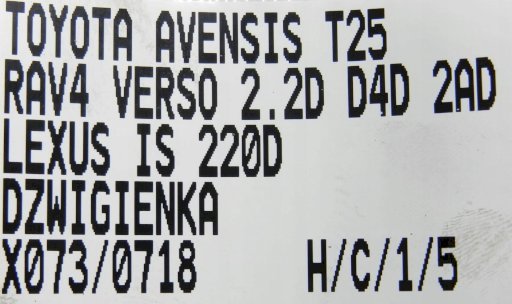 TOYOTA AVENSIS T25
RAV4 VERSO 2.2D D4D 2AD
LEXUS IS 220D
DZWIGIENKA
X073/0718 H/C/1/5